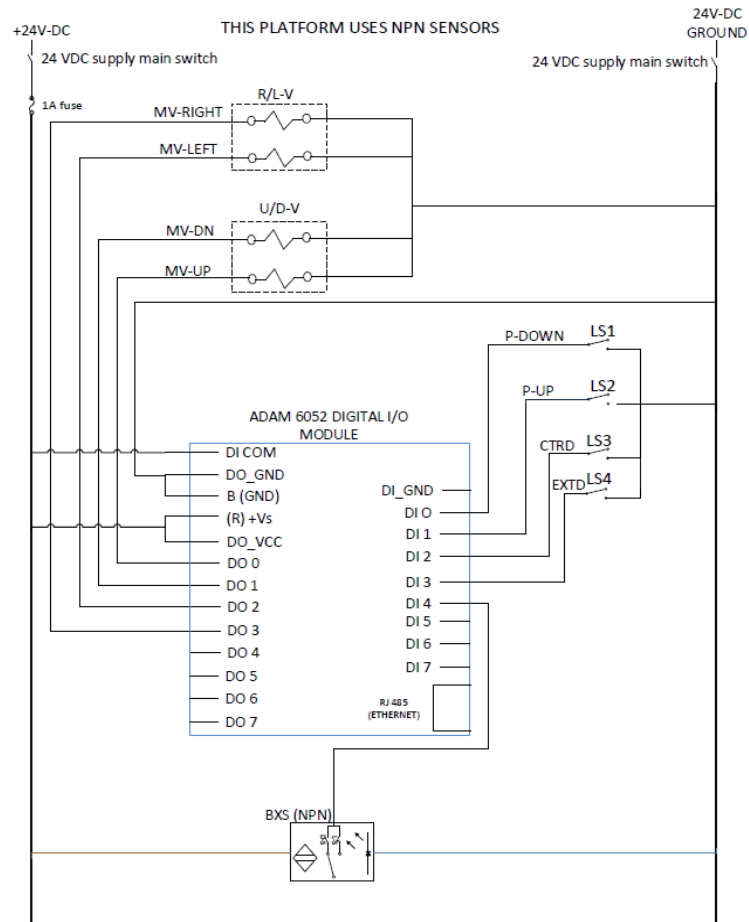 THIS PLATFORM USES NPN SENSORS
+24V-DC
24V-DC
GROUND
24 VDC supply main switch
24 VDC supply main switch
1A fuse
R/L-V
MV-RIGHT
MV-LEFT
U/D-V
MV-DN
MV-UP
P-DOWN
LS1
P-UP
LS2
CTRD
LS3
EXTD
LS4
ADAM 6052 DIGITAL I/O
MODULE
DI COM
DO_GND
B (GND)
(R) +Vs
DO_VCC
DO 0
DO 1
DO 2
DO 3
DO 4
DO 5
DO 6
DO 7
DI_GND
DI 0
DI 1
DI 2
DI 3
DI 4
DI 5
DI 6
DI 7
RJ 485
(ETHERNET)
BXS (NPN)